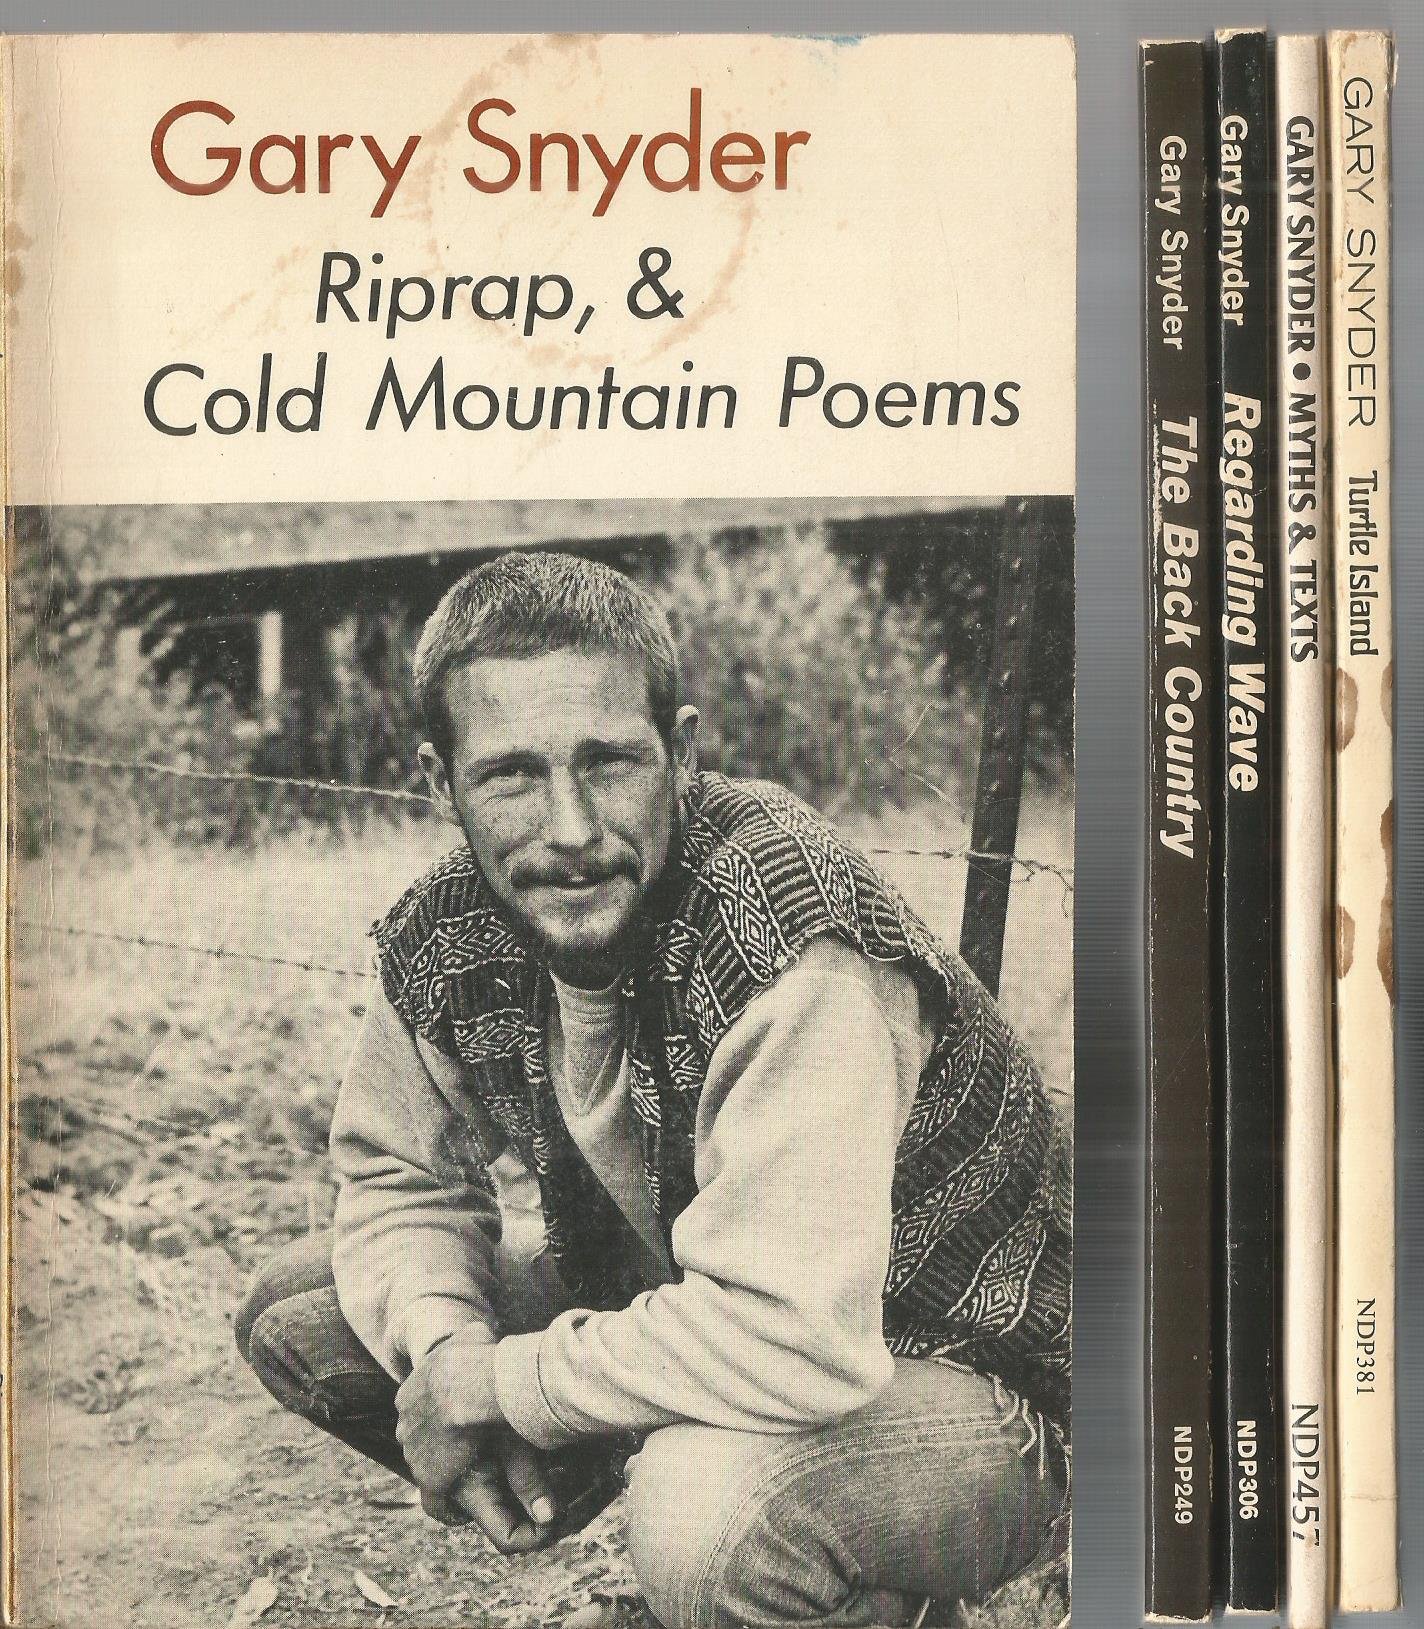 Gary Snyder
Riprap, &
Cold Mountain Poems
Gary Snyder The Back Country NDP249
Gary Snyder Regarding Wave NDP306
GARY SNYDER • MYTHS & TEXTS NDP457
GARY SNYDER Turtle Island NDP381